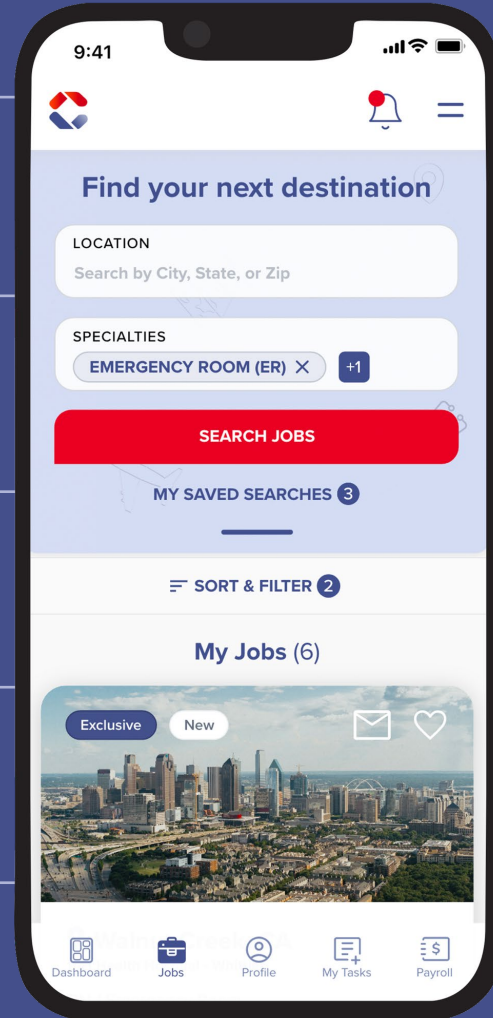 9:41
Find your next destination
LOCATION
Search by City, State, or Zip
SPECIALTIES
EMERGENCY ROOM (ER) +1
SEARCH JOBS
MY SAVED SEARCHES 3
SORT & FILTER 2
My Jobs (6)
Exclusive New
Dashboard Jobs Profile My Tasks Payroll